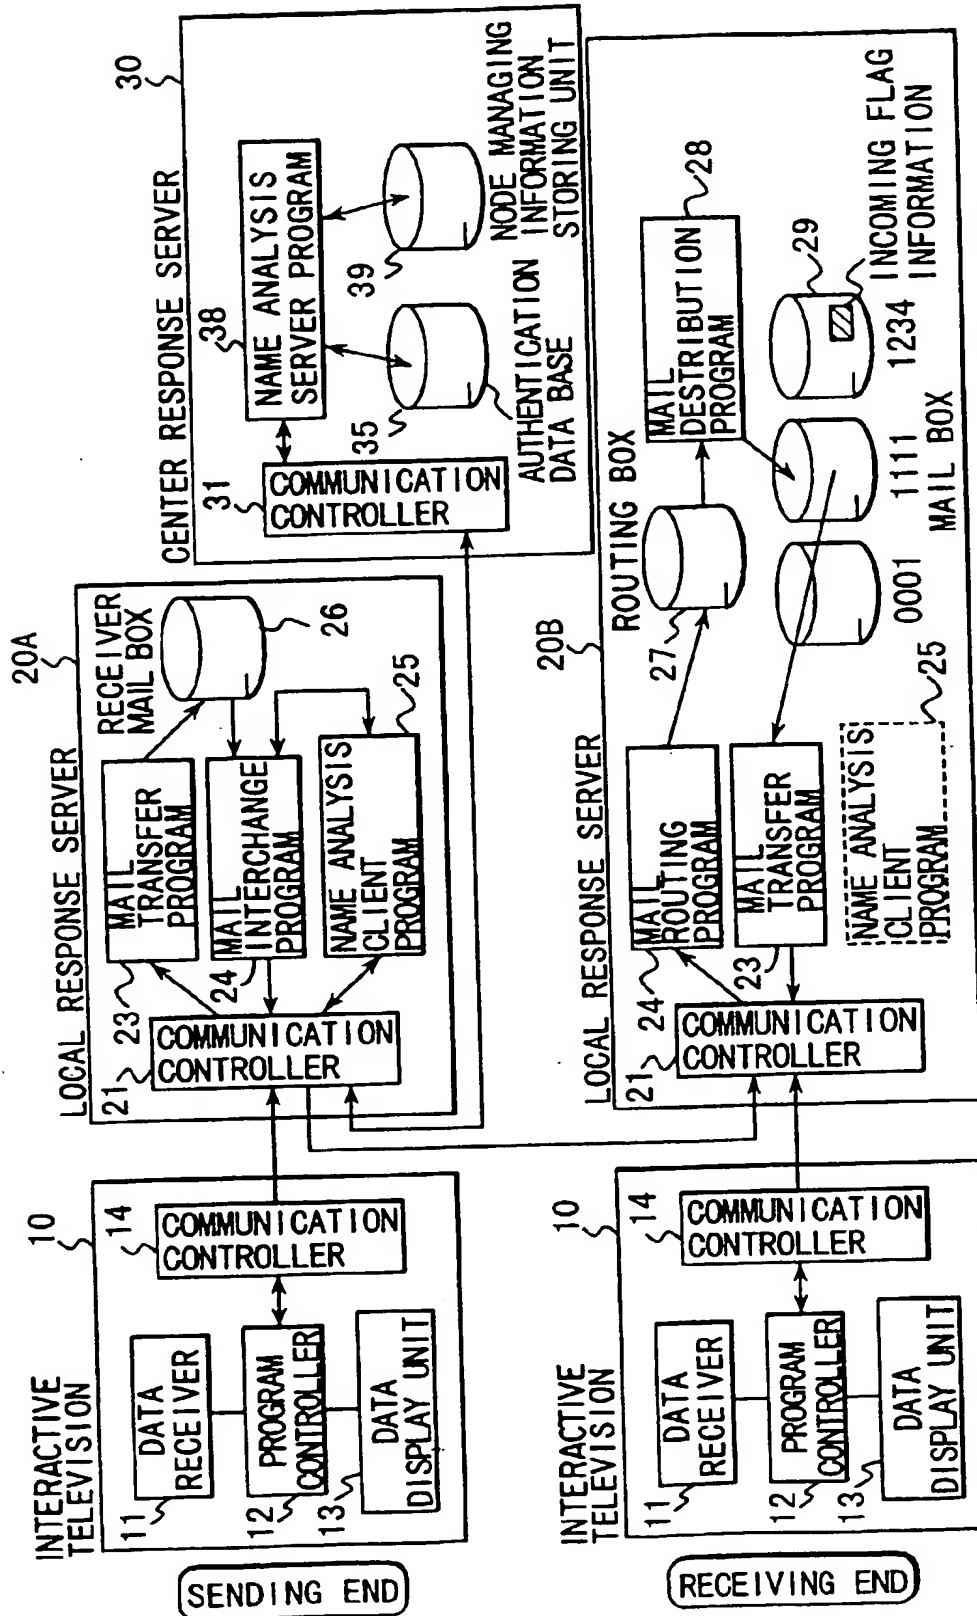 SENDING END
INTERACTIVE
TELEVISION
10
11
DATA
RECEIVER
12
PROGRAM
CONTROLLER
13
DATA
DISPLAY UNIT
14
COMMUNICATION
CONTROLLER
LOCAL RESPONSE SERVER
20A
21
COMMUNICATION
CONTROLLER
23
MAIL
TRANSFER
PROGRAM
24
MAIL
INTERCHANGE
PROGRAM
NAME ANALYSIS
CLIENT
PROGRAM
25
RECEIVER
MAIL BOX
26
CENTER RESPONSE SERVER
30
31
COMMUNICATION
CONTROLLER
38
NAME ANALYSIS
SERVER PROGRAM
35
AUTHENTICATION
DATA BASE
39
NODE MANAGING
INFORMATION
STORING UNIT
RECEIVING END
INTERACTIVE
TELEVISION
10
11
DATA
RECEIVER
12
PROGRAM
CONTROLLER
13
DATA
DISPLAY UNIT
14
COMMUNICATION
CONTROLLER
LOCAL RESPONSE SERVER
20B
21
COMMUNICATION
CONTROLLER
24
MAIL
ROUTING
PROGRAM
23
MAIL
TRANSFER
PROGRAM
NAME ANALYSIS
CLIENT
PROGRAM
25
ROUTING BOX
27
MAIL
DESTRIBUTION
PROGRAM
28
29
0001
1111
1234
MAIL BOX
INCOMING FLAG
INFORMATION